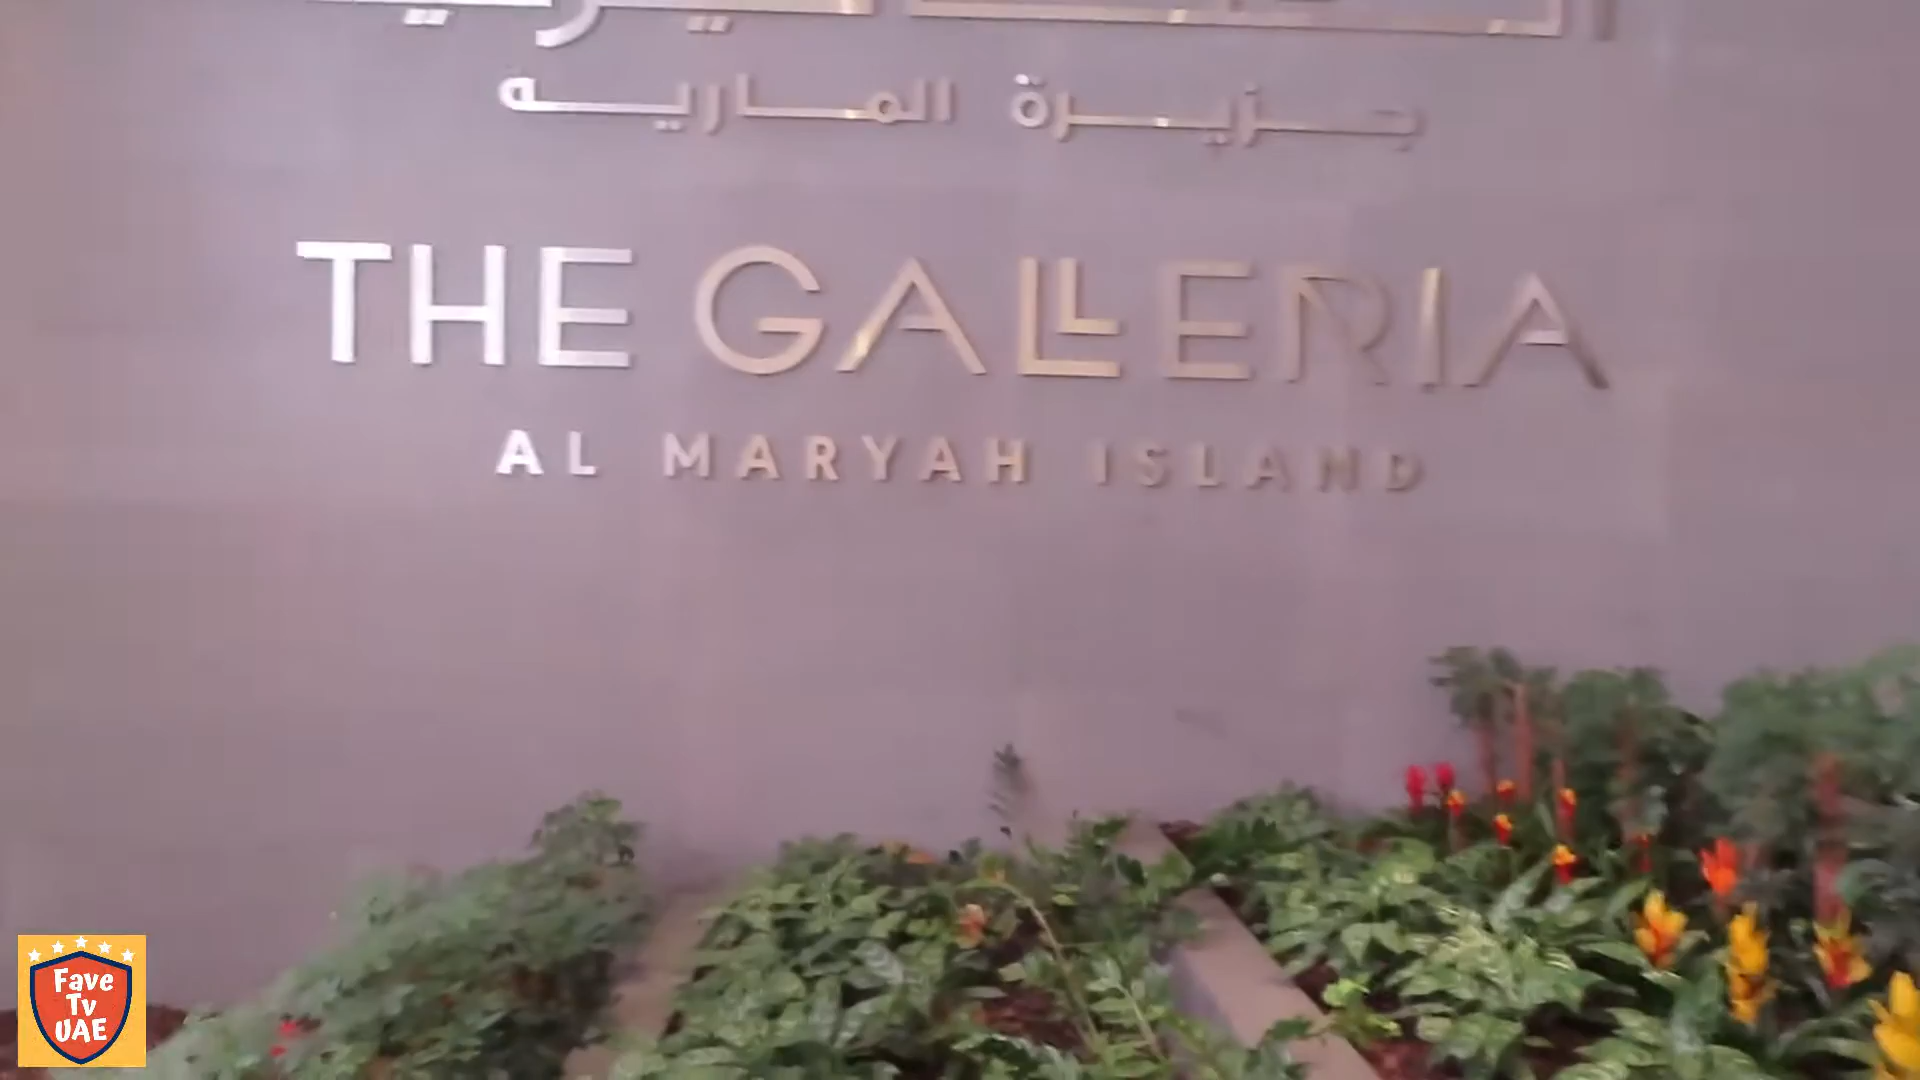 جزيرة الماريه
THE GALLERIA
AL MARYAH ISLAND
Fave
Tv
UAE